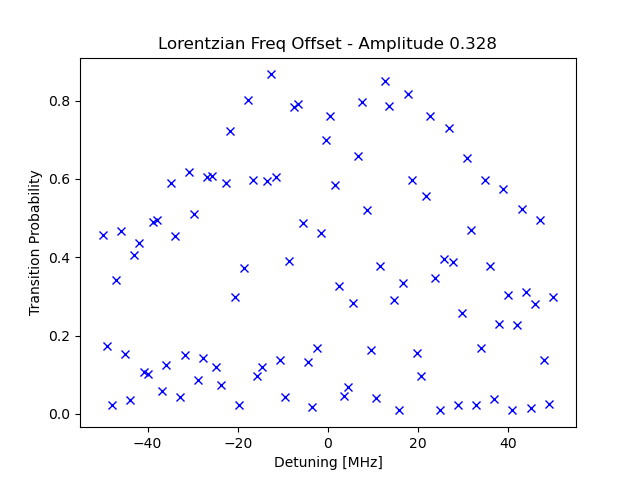 Lorentzian Freq Offset - Amplitude 0.328
0.8
0.6
0.4
0.2
0.0
Transition Probability
−40 −20 0 20 40
Detuning [MHz]